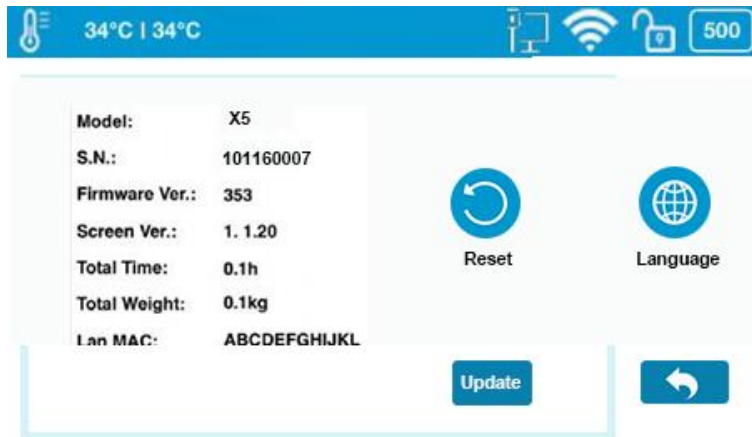 34°C | 34°C 500
Model: X5
S.N.: 101160007
Firmware Ver.: 353
Screen Ver.: 1. 1.20
Total Time: 0.1h
Total Weight: 0.1kg
Lan MAC: ABCDEFGHIJKL
Reset
Language
Update